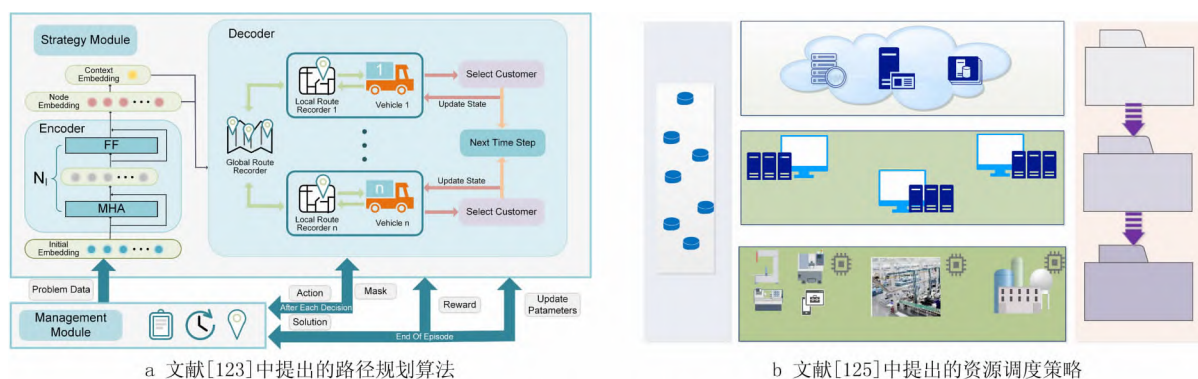 Strategy Module
Decoder
Context
Embedding
Node
Embedding
Encoder
FF
N_l
MHA
Initial
Embedding
Global Route
Recorder
Local Route
Recorder 1
1
Vehicle 1
Select Customer
Update State
Next Time Step
Local Route
Recorder n
n
Vehicle n
Update State
Select Customer
Problem Data
Action
Mask
After Each Decision
Solution
Reward
Update
Patameters
End Of Episode
Management
Module
a 文献[123]中提出的路径规划算法
b 文献[125]中提出的资源调度策略